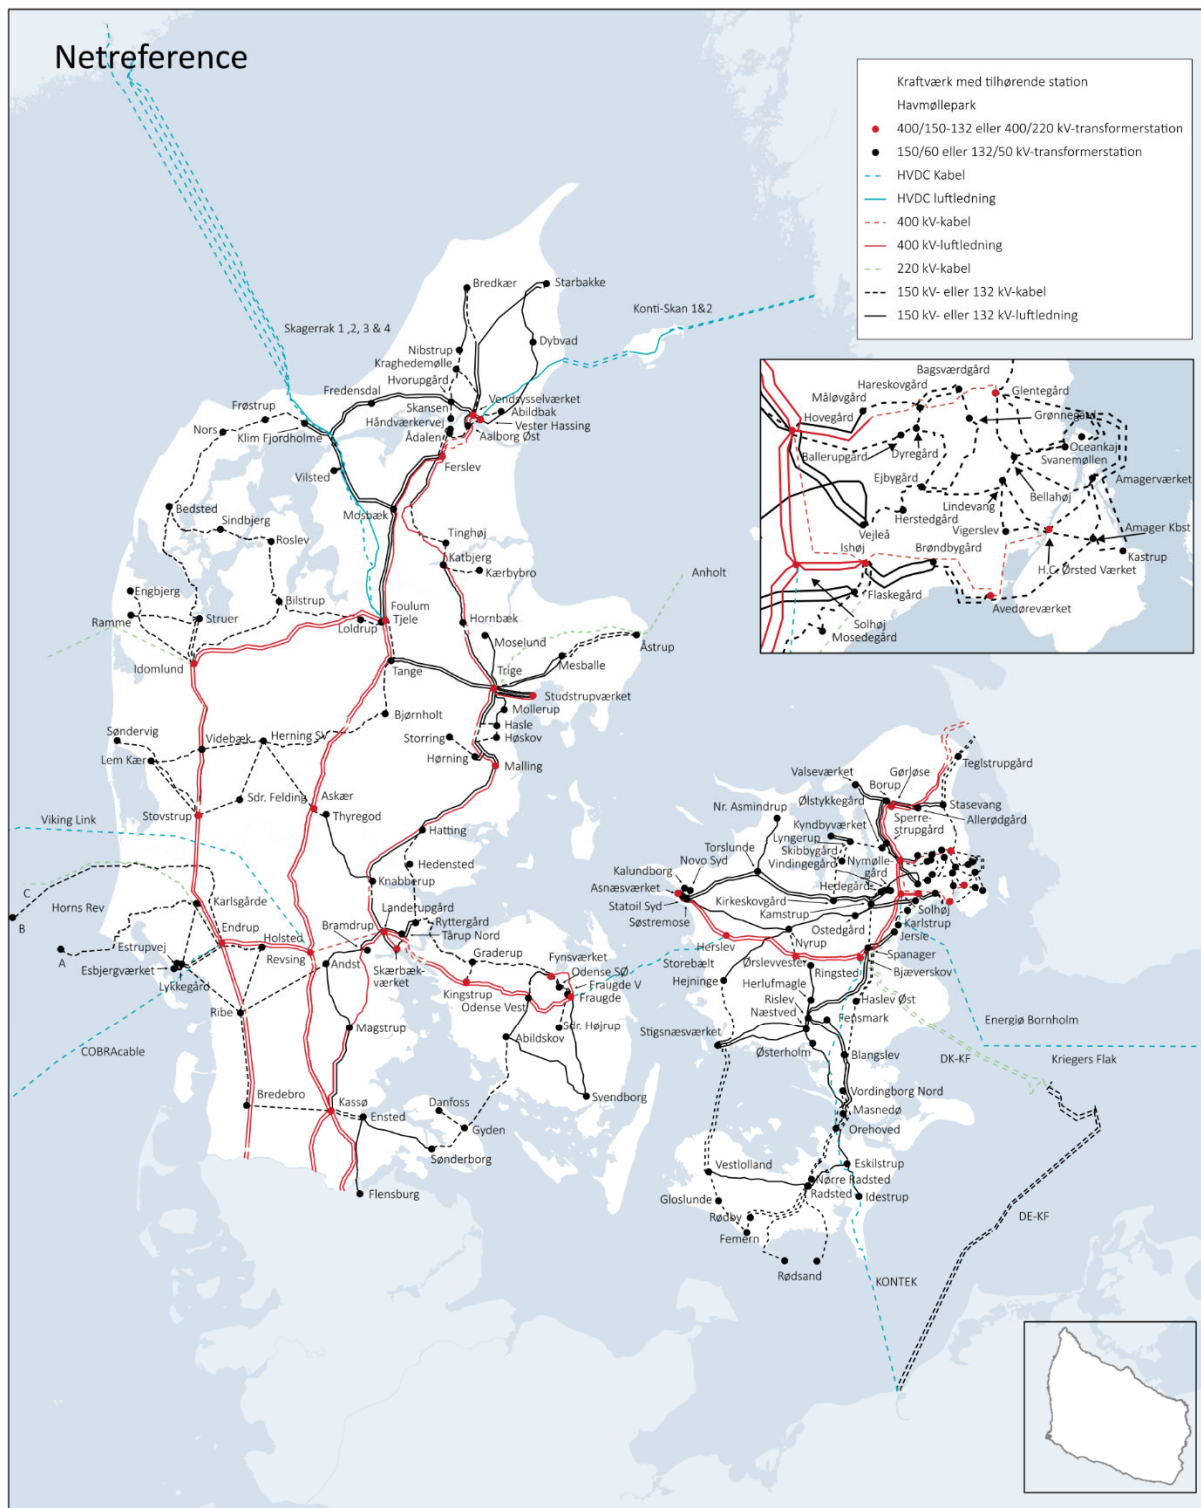 Netreference
Kraftværk med tilhørende station
Havmøllepark
400/150-132 eller 400/220 kV-transformerstation
150/60 eller 132/50 kV-transformerstation
HVDC Kabel
HVDC luftledning
400 kV-kabel
400 kV-luftledning
220 kV-kabel
150 kV- eller 132 kV-kabel
150 kV- eller 132 kV-luftledning
Skagerrak 1 ,2, 3 & 4
Konti-Skan 1&2
Bredkær
Starbakke
Dybvad
Nibstrup
Kraghedemølle
Hvorupgård
Fredensdal
Skansen
Håndværkervej
Ådalen
Vendsysselværket
Abildbak
Vester Hassing
Aalborg Øst
Frøstrup
Nors
Klim Fjordholme
Vilsted
Ferslev
Mosbæk
Bedsted
Sindbjerg
Roslev
Tinghøj
Katbjerg
Kærbybro
Engbjerg
Ramme
Struer
Bilstrup
Loldrup
Foulum
Tjele
Hornbæk
Moselund
Anholt
Åstrup
Mesballe
Idomlund
Tange
Trige
Studstrupværket
Mollerup
Hasle
Høskov
Bjørnholt
Storring
Hørning
Malling
Søndervig
Lem Kær
Videbæk
Herning SV
Sdr. Felding
Askær
Thyregod
Stovstrup
Viking Link
Hatting
Hedensted
Knabberup
C
B
Horns Rev
A
Karlsgårde
Landerupgård
Ryttergård
Tårup Nord
Bramdrup
Endrup
Holsted
Revsing
Estrupvej
Esbjergværket
Lykkegård
Andst
Skærbæk-
værket
Graderup
Kingstrup
Fynsværket
Odense SØ
Fraugde V
Fraugde
Odense Vest
Sdr. Højrup
Abildskov
Svendborg
Ribe
Magstrup
COBRAcable
Bredebro
Kassø
Ensted
Danfoss
Gyden
Sønderborg
Flensburg
Bagsværdgård
Hareskovgård
Måløvgård
Hovegård
Glentegård
Grønnegård
Ballerupgård
Dyregård
Oceankaj
Svanemøllen
Ejbygård
Bellahøj
Amagerværket
Lindevang
Herstedgård
Vigerslev
Vejleå
Amager Kbst
Ishøj
Brøndbygård
Kastrup
H.C. Ørsted Værket
Flaskegård
Avedøreværket
Solhøj
Mosedegård
Teglstrupgård
Gørløse
Valseværket
Borup
Ølstykkegård
Stasevang
Allerødgård
Nr. Asmindrup
Sperre-
strupgård
Kyndbyværket
Lyngerup
Skibbygård
Torslunde
Vindingegård
Nymølle-
gård
Kalundborg
Novo Syd
Asnæsværket
Statoil Syd
Søstremose
Hedegård
Kirkeskovgård
Kamstrup
Solhøj
Karlstrup
Ostedgård
Jersie
Herslev
Nyrup
Spanager
Bjæverskov
Storebælt
Ørslevvester
Ringsted
Hejninge
Herlufmagle
Rislev
Haslev Øst
Næstved
Fensmark
Stigsnæsværket
Østerholm
Blangslev
Energiø Bornholm
DK-KF
Kriegers Flak
Vordingborg Nord
Masnedø
Orehoved
Eskilstrup
Vestlolland
Nørre Radsted
Radsted
Idestrup
Gloslunde
Rødby
Femern
Rødsand
DE-KF
KONTEK